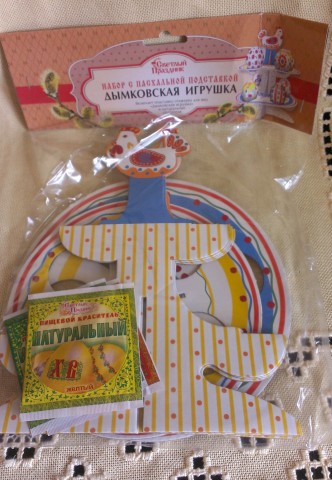 Светлый
Праздник
НАБОР С ПАСХАЛЬНОЙ ПОДСТАВКОЙ
ДЫМКОВСКАЯ ИГРУШКА
Светлый
Праздник
ПИЩЕВОЙ КРАСИТЕЛЬ
НАТУРАЛЬНЫЙ
ХВ
ЖЕЛТЫЙ